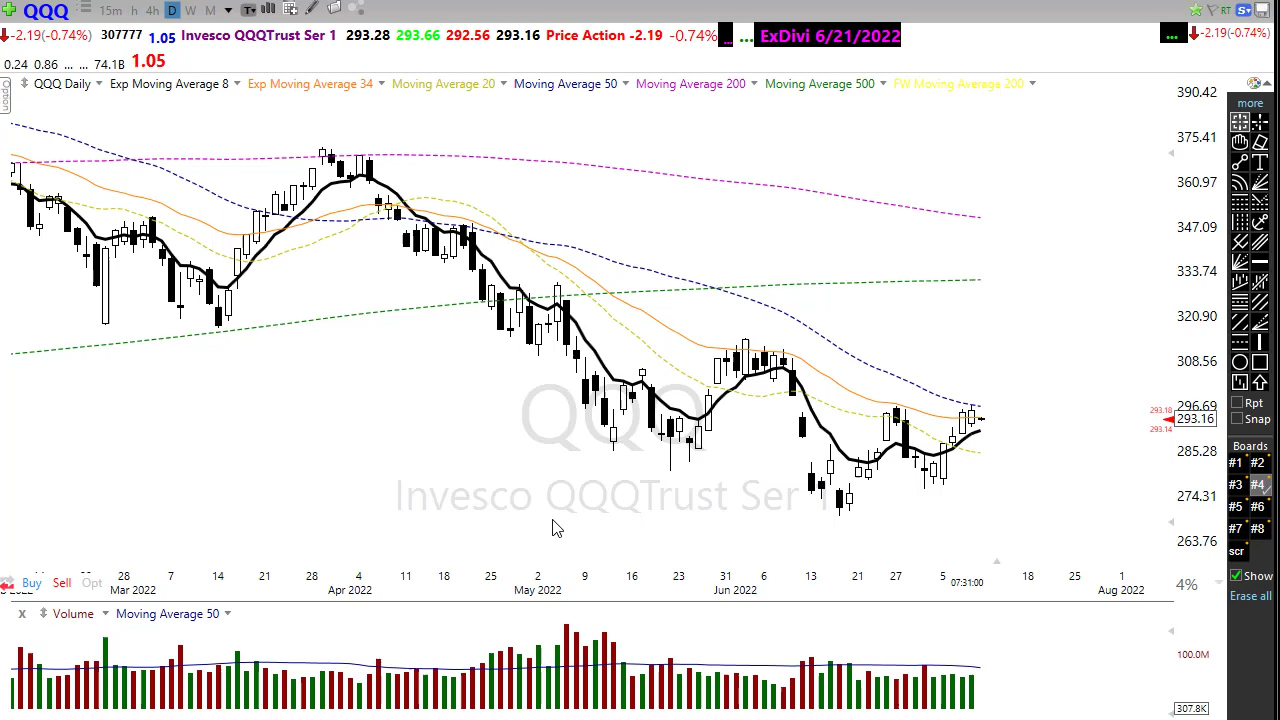 QQQ 15m h 4h D W M T RT S
-2.19(-0.74%) 307777 1.05 Invesco QQQTrust Ser 1 293.28 293.66 292.56 293.16 Price Action -2.19 -0.74% ... ... ExDivi 6/21/2022 ... -2.19(-0.74%)
0.24 0.86 ... ... 74.1B 1.05
Option
QQQ Daily Exp Moving Average 8 Exp Moving Average 34 Moving Average 20 Moving Average 50 Moving Average 200 Moving Average 500 FW Moving Average 200
390.42
375.41
360.97
347.09
333.74
320.90
308.56
296.69
293.18
293.16
293.14
285.28
274.31
263.76
QQQ
Invesco QQQTrust Ser 1
more
T
Rpt
Snap
Boards
#1 #2
#3 #4
#5 #6
#7 #8
scr
Show
Erase all
28 7 14 21 28 4 11 18 25 2 9 16 23 31 6 13 21 27 5 07:31:00 18 25 1
Buy Sell Opt
Mar 2022 Apr 2022 May 2022 Jun 2022 Aug 2022
4%
X Volume Moving Average 50
100.0M
307.8K